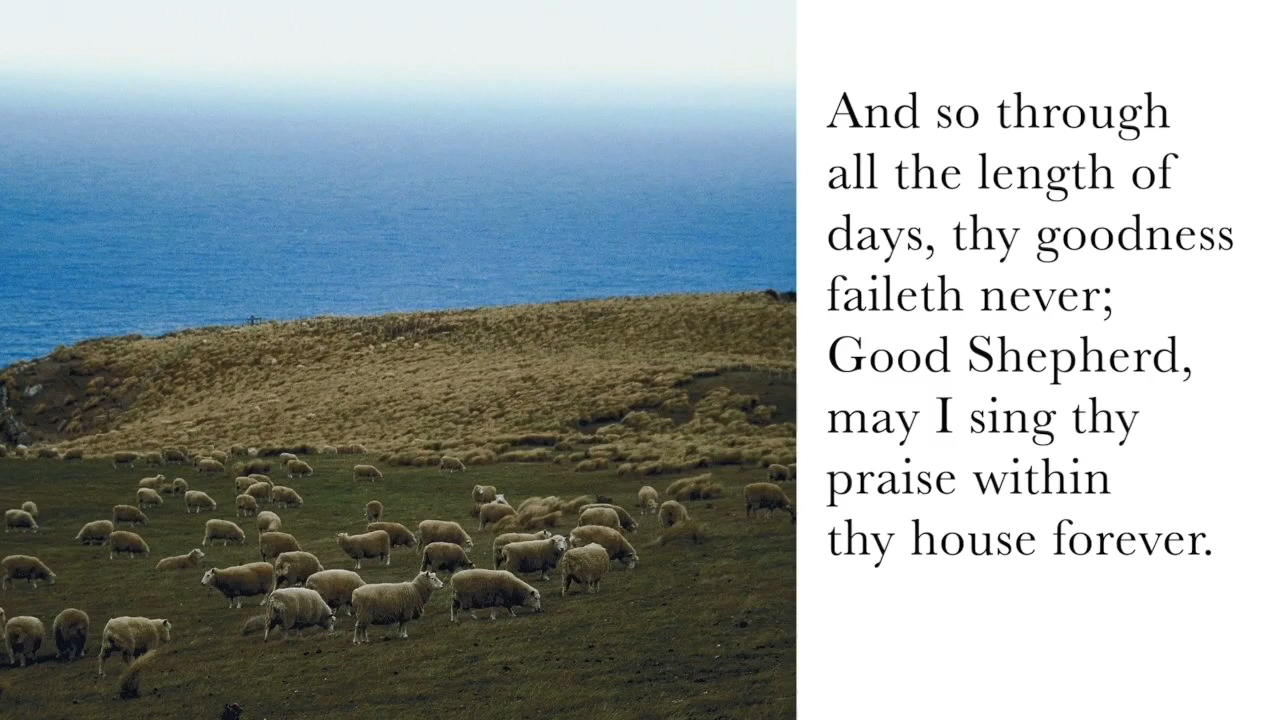 And so through
all the length of
days, thy goodness
faileth never;
Good Shepherd,
may I sing thy
praise within
thy house forever.